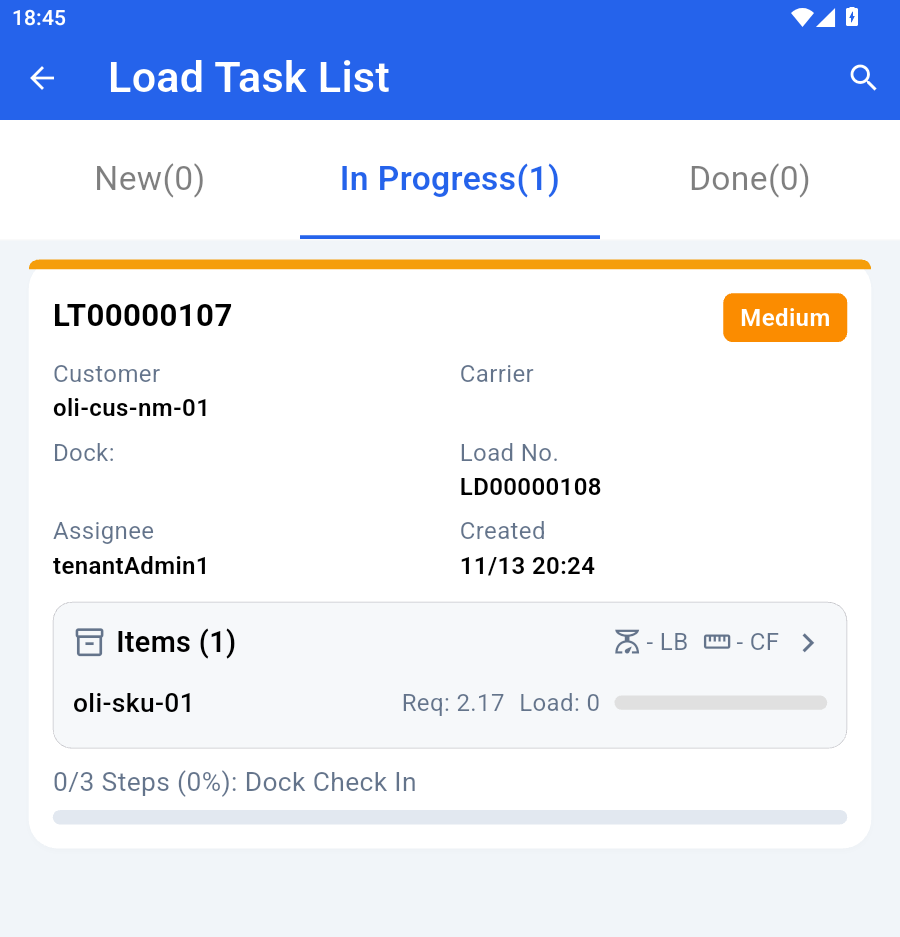 18:45
Load Task List
New(0) In Progress(1) Done(0)
LT00000107 Medium
Customer Carrier
oli-cus-nm-01
Dock: Load No.
LD00000108
Assignee Created
tenantAdmin1 11/13 20:24
Items (1) - LB - CF
oli-sku-01 Req: 2.17 Load: 0
0/3 Steps (0%): Dock Check In